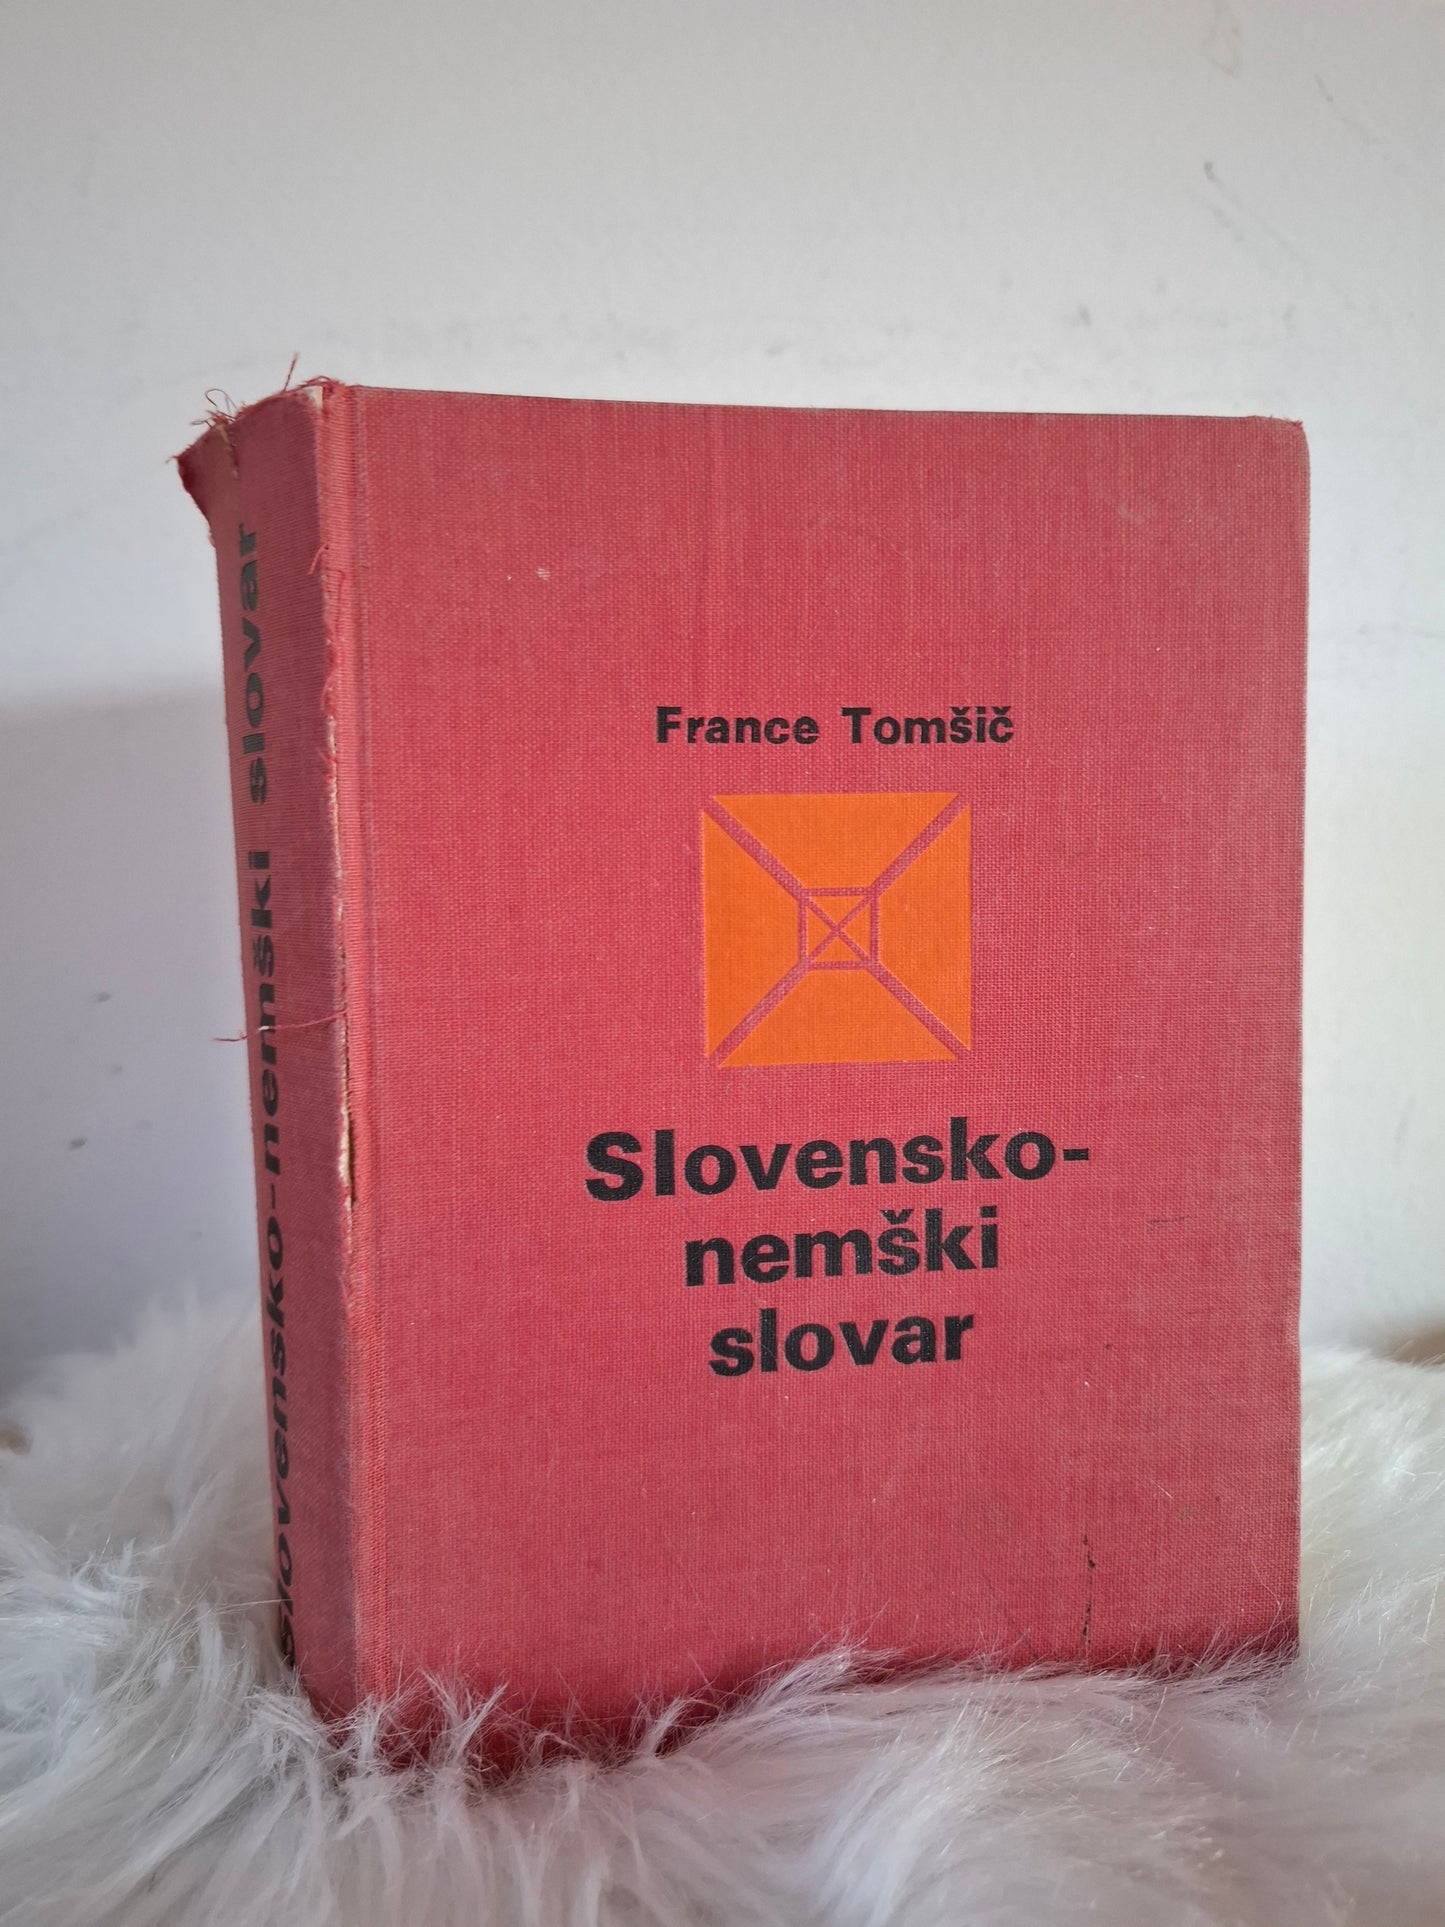 slovensko-nemški slovar
France Tomšič
Slovensko-
nemški
slovar